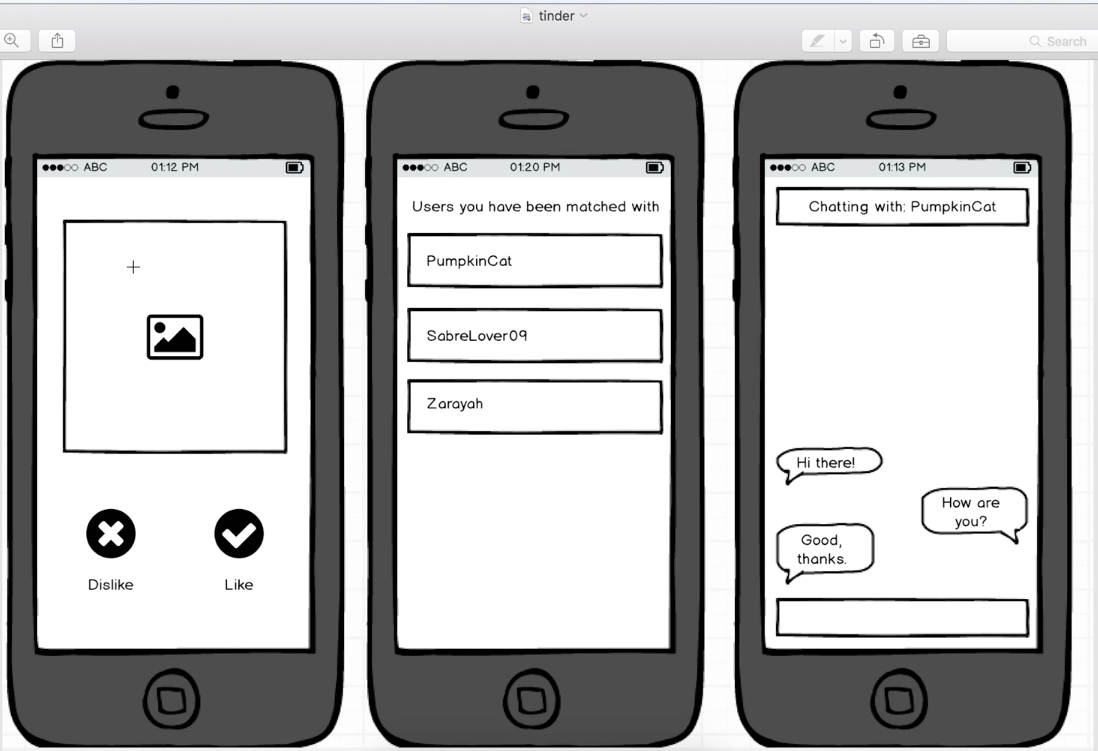 tinder
Search
ABC 01:12 PM
Dislike
Like
ABC 01:20 PM
Users you have been matched with
PumpkinCat
SabreLover09
Zarayah
ABC 01:13 PM
Chatting with: PumpkinCat
Hi there!
How are
you?
Good,
thanks.